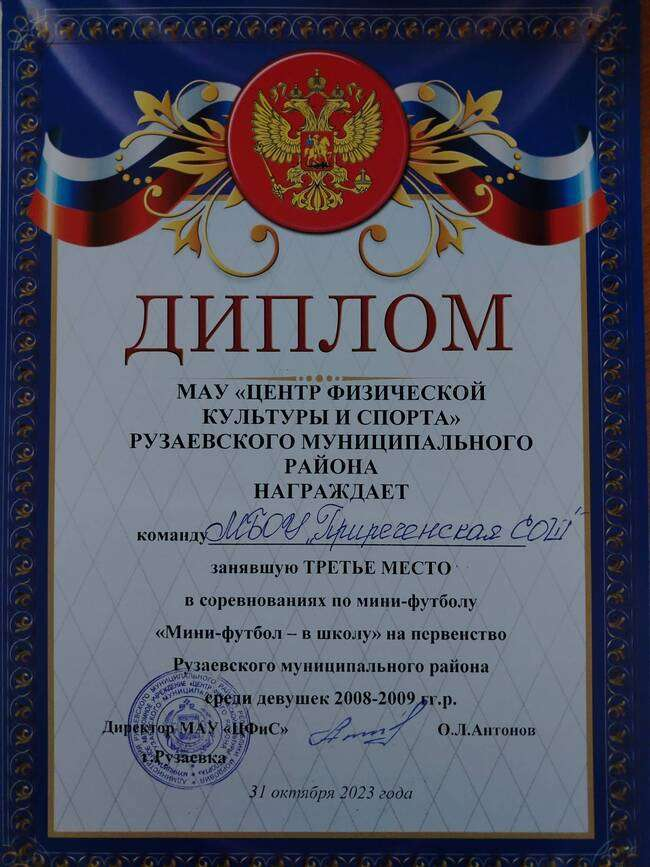 ДИПЛОМ
МАУ «ЦЕНТР ФИЗИЧЕСКОЙ
КУЛЬТУРЫ И СПОРТА»
РУЗАЕВСКОГО МУНИЦИПАЛЬНОГО
РАЙОНА
НАГРАЖДАЕТ
команду МБОУ „Приреченская СОШ"
занявшую ТРЕТЬЕ МЕСТО
в соревнованиях по мини-футболу
«Мини-футбол – в школу» на первенство
Рузаевского муниципального района
среди девушек 2008-2009 гг.р.
Директор МАУ «ЦФиС» О.Л.Антонов
г.Рузаевка
31 октября 2023 года